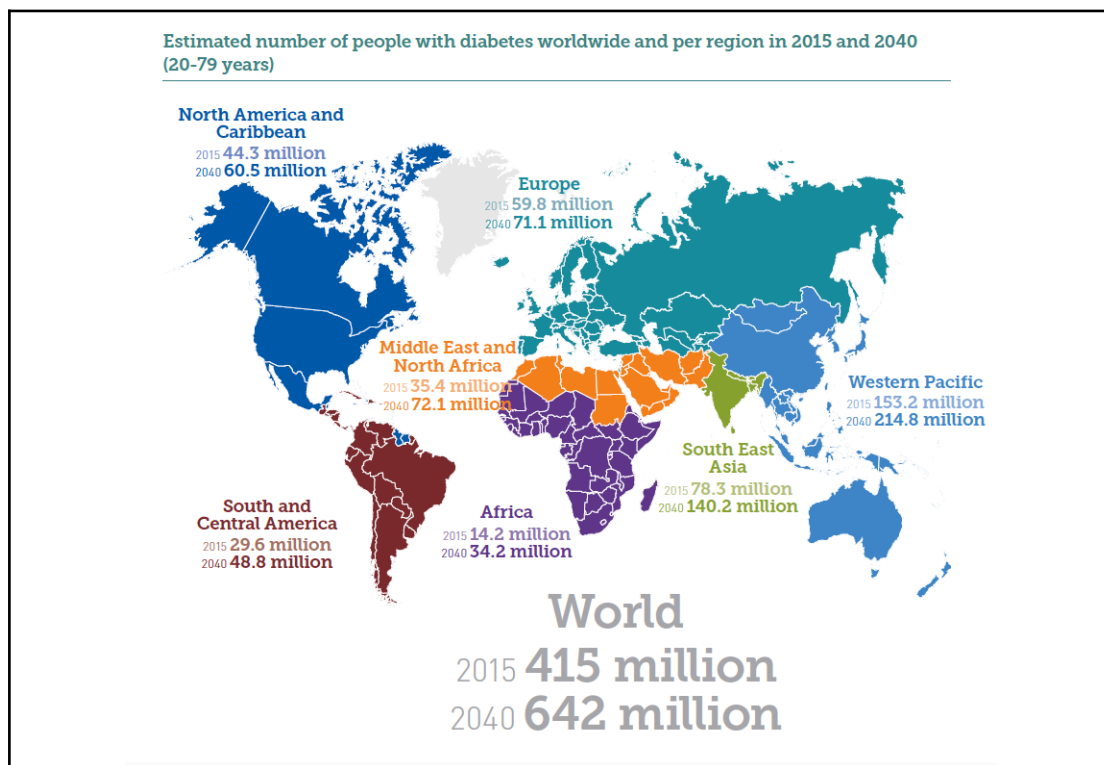 Estimated number of people with diabetes worldwide and per region in 2015 and 2040
(20-79 years)
North America and
Caribbean
2015 44.3 million
2040 60.5 million
Europe
2015 59.8 million
2040 71.1 million
Middle East and
North Africa
2015 35.4 million
2040 72.1 million
Western Pacific
2015 153.2 million
2040 214.8 million
South East
Asia
2015 78.3 million
2040 140.2 million
South and
Central America
2015 29.6 million
2040 48.8 million
Africa
2015 14.2 million
2040 34.2 million
World
2015 415 million
2040 642 million